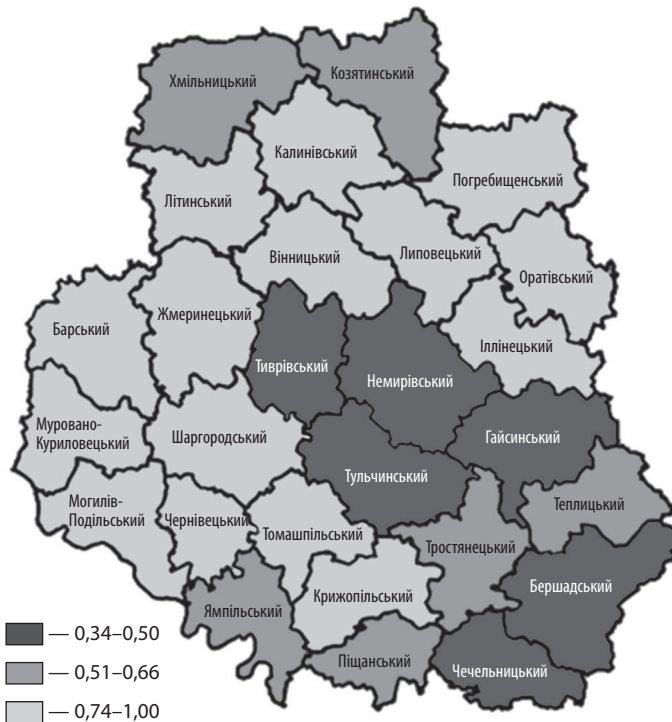 Хмільницький
Козятинський
Калинівський
Погребищенський
Літинський
Вінницький
Липовецький
Оратівський
Жмеринецький
Барський
Іллінецький
Тиврівський
Немирівський
Муровано-
Куриловецький
Шаргородський
Гайсинський
Тульчинський
Могилів-
Подільський
Чернівецький
Томашпільський
Тростянецький
Теплицький
Бершадський
Ямпільський
Крижопільський
Піщанський
Чечельницький
— 0,34–0,50
— 0,51–0,66
— 0,74–1,00